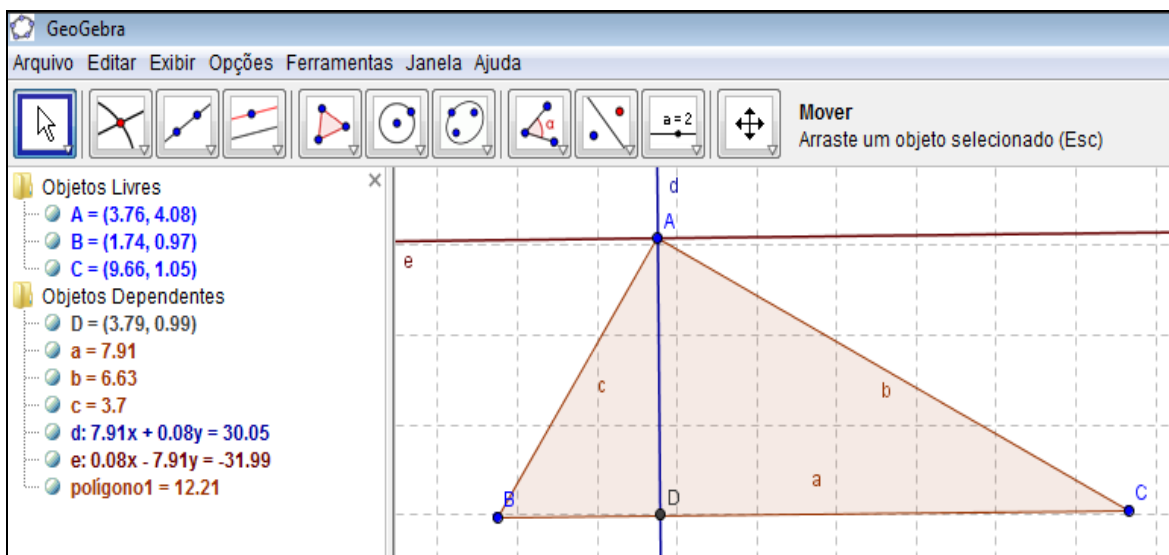 GeoGebra
Arquivo Editar Exibir Opções Ferramentas Janela Ajuda
α
a = 2
Mover
Arraste um objeto selecionado (Esc)
Objetos Livres
A = (3.76, 4.08)
B = (1.74, 0.97)
C = (9.66, 1.05)
Objetos Dependentes
D = (3.79, 0.99)
a = 7.91
b = 6.63
c = 3.7
d: 7.91x + 0.08y = 30.05
e: 0.08x - 7.91y = -31.99
polígono1 = 12.21
d
A
e
c
b
a
B
D
C